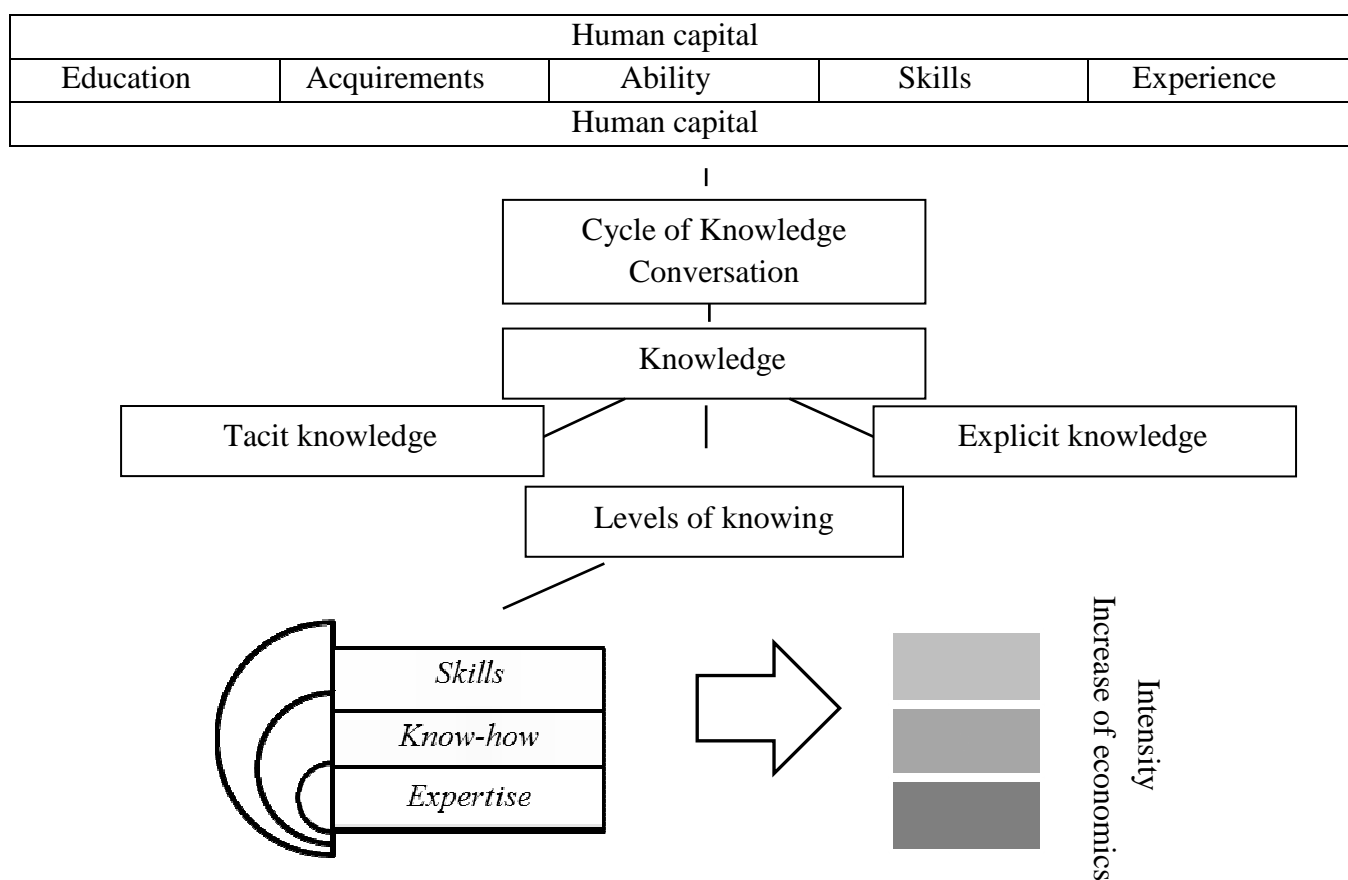 Human capital
Education Acquirements Ability Skills Experience
Human capital
Cycle of Knowledge
Conversation
Knowledge
Tacit knowledge
Explicit knowledge
Levels of knowing
Skills
Know-how
Expertise
Intensity
Increase of economics